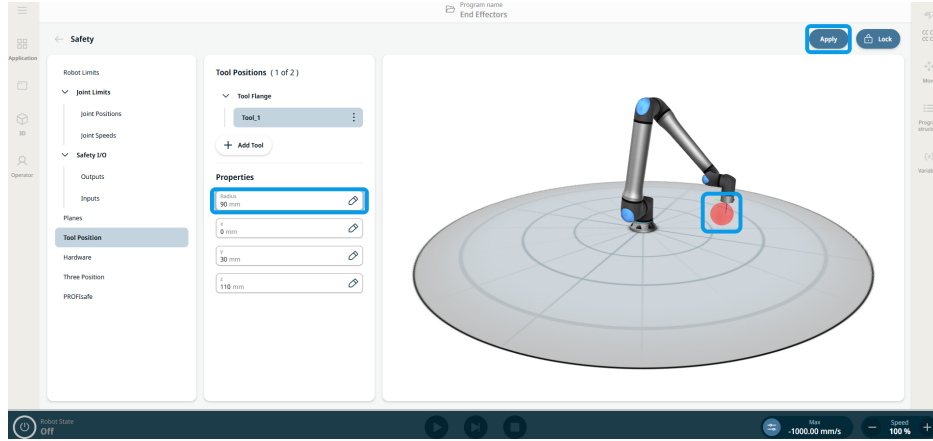 Program name
End Effectors
Application
3D
Operator
Safety
Apply
Lock
Robot Limits
Joint Limits
Joint Positions
Joint Speeds
Safety I/O
Outputs
Inputs
Planes
Tool Position
Hardware
Three Position
PROFIsafe
Tool Positions ( 1 of 2 )
Tool Flange
Tool_1
Add Tool
Properties
Radius
90 mm
x
0 mm
y
30 mm
z
110 mm
Robot State
Off
Max
-1000.00 mm/s
Speed
100 %